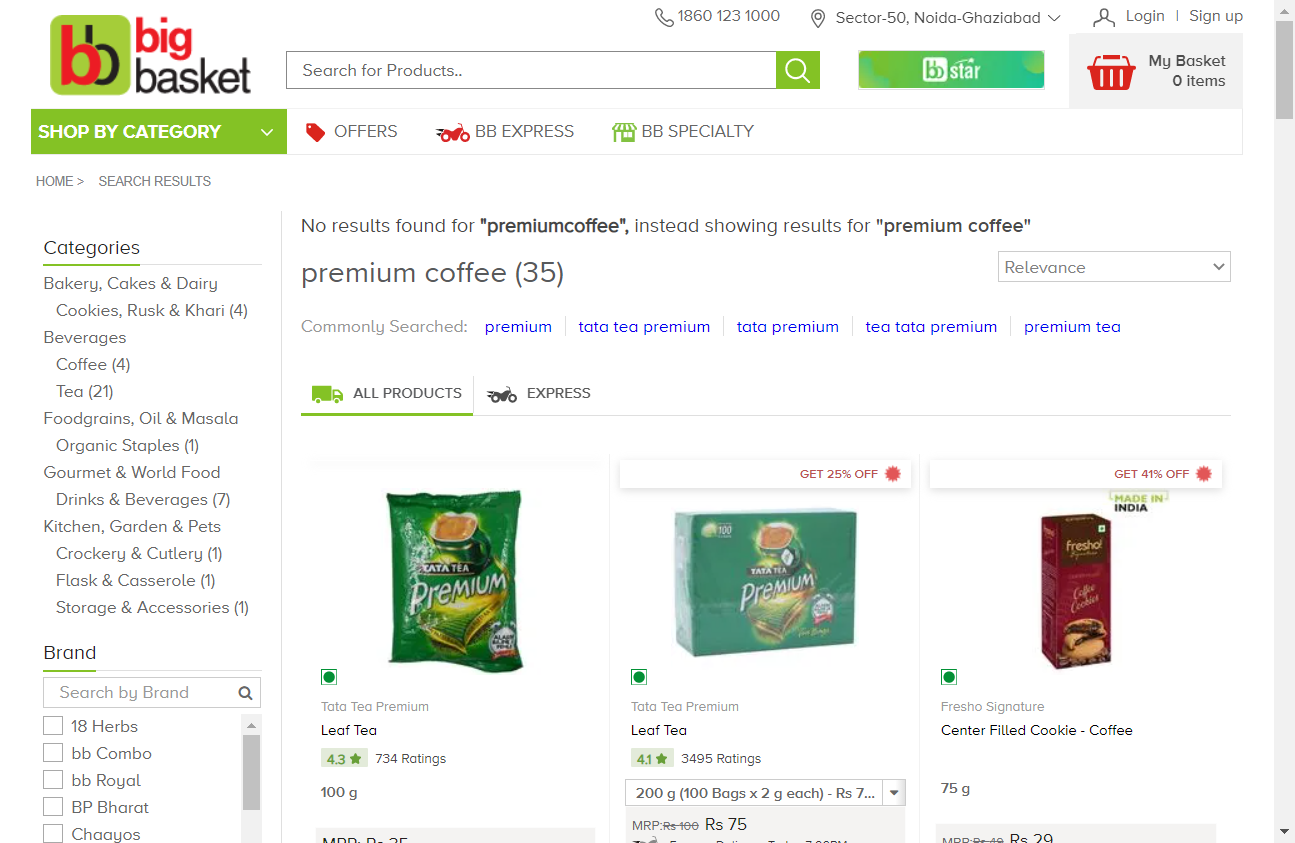 1860 123 1000
Sector-50, Noida-Ghaziabad
Login | Sign up
bb big basket
Search for Products..
bb star
My Basket
0 items
SHOP BY CATEGORY
OFFERS
BB EXPRESS
BB SPECIALTY
HOME > SEARCH RESULTS
Categories
Bakery, Cakes & Dairy
Cookies, Rusk & Khari (4)
Beverages
Coffee (4)
Tea (21)
Foodgrains, Oil & Masala
Organic Staples (1)
Gourmet & World Food
Drinks & Beverages (7)
Kitchen, Garden & Pets
Crockery & Cutlery (1)
Flask & Casserole (1)
Storage & Accessories (1)
Brand
Search by Brand
18 Herbs
bb Combo
bb Royal
BP Bharat
Chaayos
No results found for "premiumcoffee", instead showing results for "premium coffee"
premium coffee (35)
Relevance
Commonly Searched: premium tata tea premium tata premium tea tata premium premium tea
ALL PRODUCTS
EXPRESS
TATA TEA
Premium
Tata Tea Premium
Leaf Tea
4.3 734 Ratings
100 g
GET 25% OFF
100
TATA TEA
Premium
Tea Bags
Tata Tea Premium
Leaf Tea
4.1 3495 Ratings
200 g (100 Bags x 2 g each) - Rs 7...
MRP:Rs 100 Rs 75
GET 41% OFF
MADE IN
INDIA
fresho!
Signature
Coffee
Cookies
Fresho Signature
Center Filled Cookie - Coffee
75 g
MRP:Rs 49 Rs 29